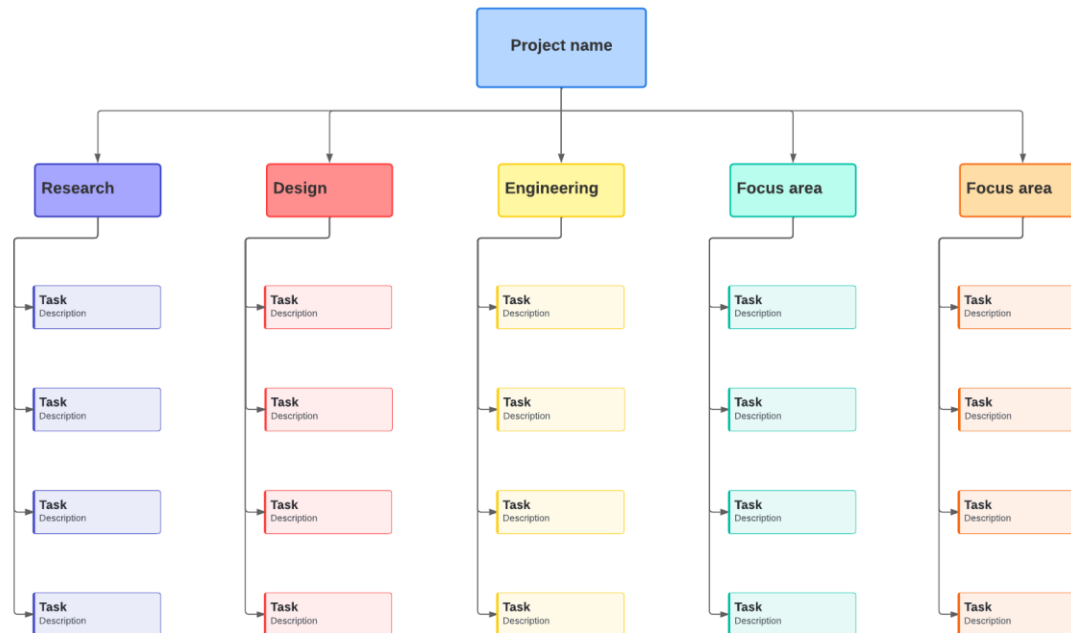 Project name
Research
Design
Engineering
Focus area
Focus area
Task
Description
Task
Description
Task
Description
Task
Description
Task
Description
Task
Description
Task
Description
Task
Description
Task
Description
Task
Description
Task
Description
Task
Description
Task
Description
Task
Description
Task
Description
Task
Description
Task
Description
Task
Description
Task
Description
Task
Description